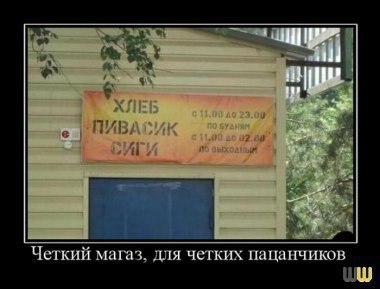 ХЛЕБ
ПИВАСИК
СИГИ
с 11.00 до 23.00
по будням
с 11.00 до 02.00
по выходным
Четкий магаз, для четких пацанчиков